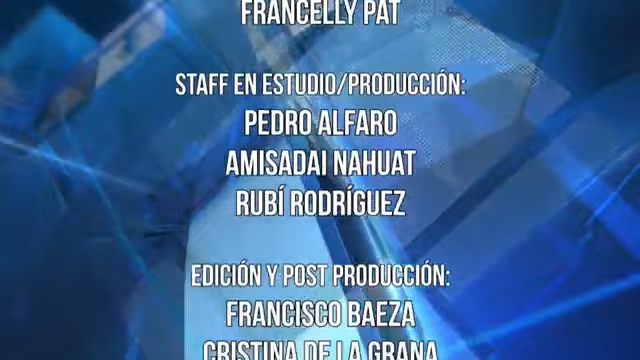 FRANCELLY PAT
STAFF EN ESTUDIO/PRODUCCIÓN:
PEDRO ALFARO
AMISADAI NAHUAT
RUBÍ RODRÍGUEZ
EDICIÓN Y POST PRODUCCIÓN:
FRANCISCO BAEZA
CRISTINA DE LA GRANA